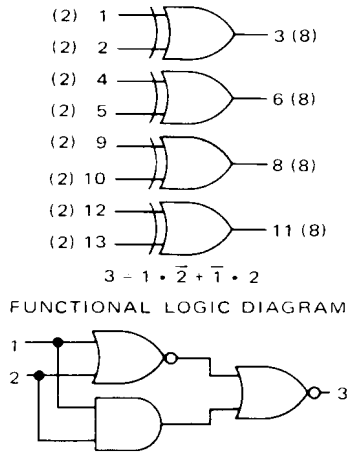 (2) 1 3 (8)
(2) 2
(2) 4 6 (8)
(2) 5
(2) 9 8 (8)
(2) 10
(2) 12 11 (8)
(2) 13
3 = 1 • 2̅ + 1̅ • 2
FUNCTIONAL LOGIC DIAGRAM
1
2
3